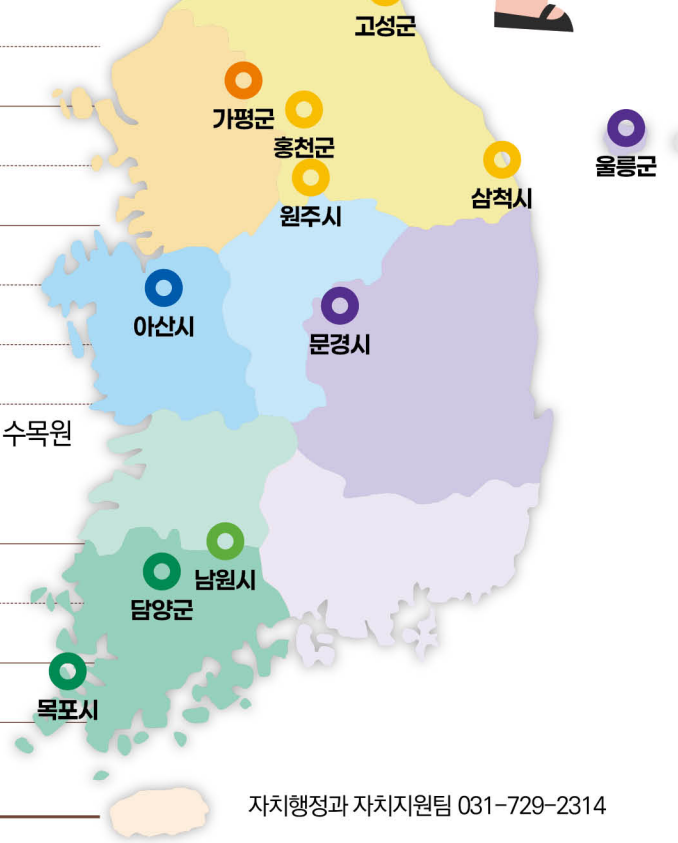 고성군
가평군
홍천군
울릉군
삼척시
원주시
아산시
문경시
수목원
남원시
담양군
목포시
자치행정과 자치지원팀 031-729-2314